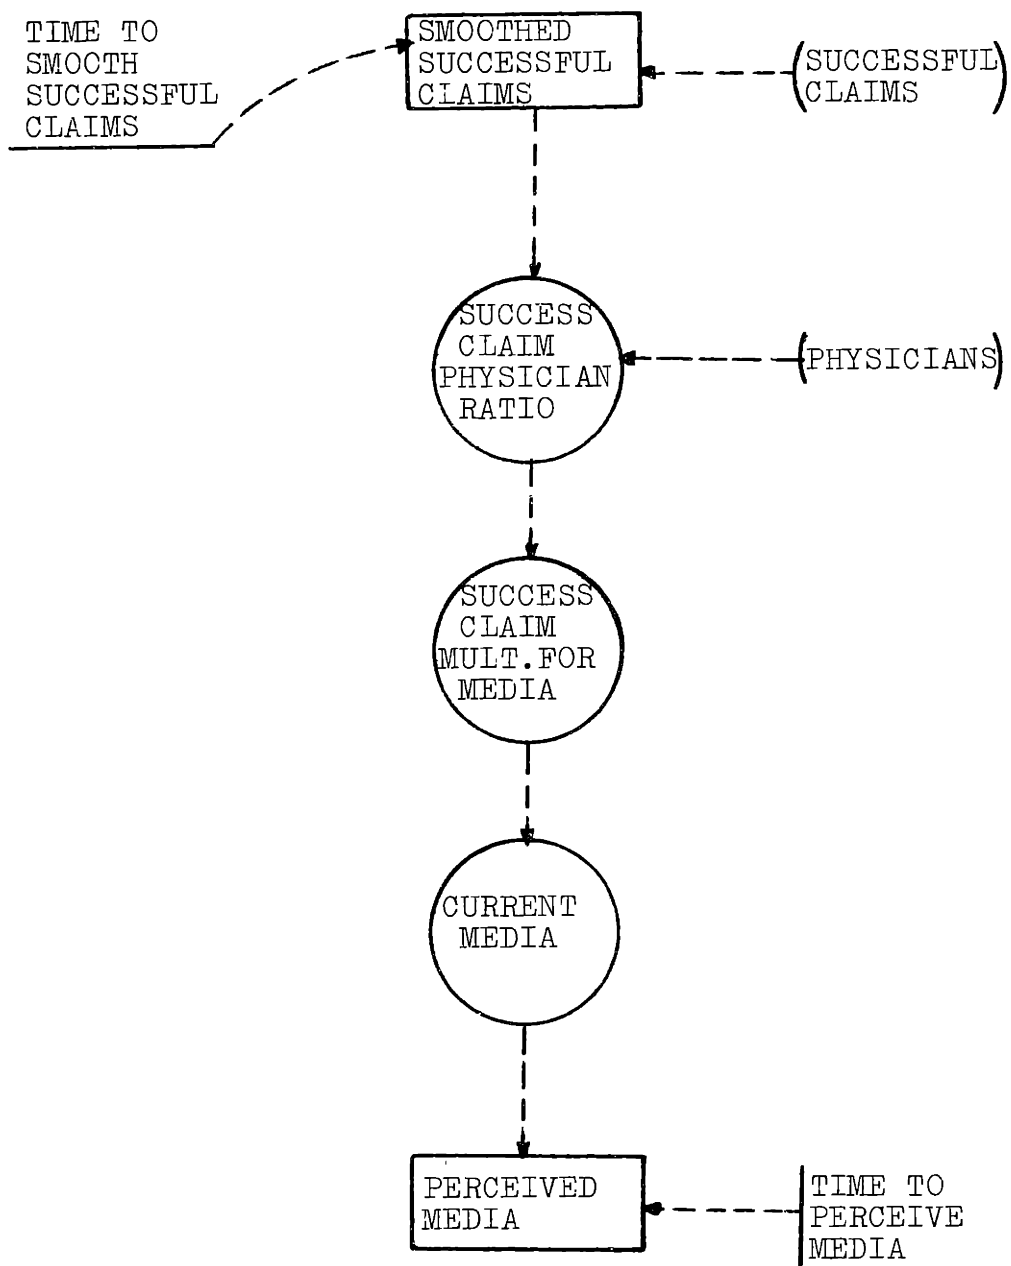 TIME TO
SMOOTH
SUCCESSFUL
CLAIMS
SMOOTHED
SUCCESSFUL
CLAIMS
(SUCCESSFUL
CLAIMS)
SUCCESS
CLAIM
PHYSICIAN
RATIO
(PHYSICIANS)
SUCCESS
CLAIM
MULT.FOR
MEDIA
CURRENT
MEDIA
PERCEIVED
MEDIA
TIME TO
PERCEIVE
MEDIA